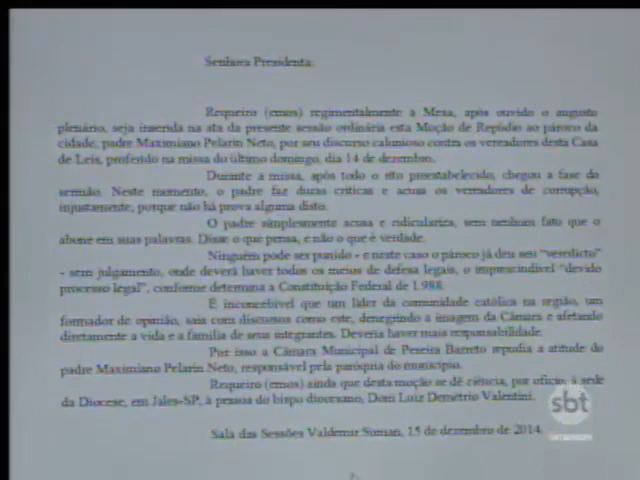 Senhora Presidenta:
Requeiro (emos) regimentalmente à Mesa, após ouvido o augusto
plenário, seja inserida na ata da presente sessão ordinária esta Moção de Repúdio ao pároco da
cidade, padre Maximiano Pelarin Neto, por seu discurso calunioso contra os vereadores desta Casa
de Leis, proferido na missa do último domingo, dia 14 de dezembro.
Durante a missa, após todo o rito preestabelecido, chegou a fase do
sermão. Neste momento, o padre faz duras críticas e acusa os vereadores de corrupção,
injustamente, porque não há prova alguma disto.
O padre simplesmente acusa e ridiculariza, sem nenhum fato que o
abone em suas palavras. Disse o que pensa, e não o que é verdade.
Ninguém pode ser punido - e neste caso o pároco já deu seu "veredicto"
- sem julgamento, onde deverá haver todos os meios de defesa legais, o imprescindível "devido
processo legal", conforme determina a Constituição Federal de 1.988.
É inconcebível que um líder da comunidade católica na região, um
formador de opinião, saia com discursos como este, denegrindo a imagem da Câmara e afetando
diretamente a vida e a família de seus integrantes. Deveria haver mais responsabilidade.
Por isso a Câmara Municipal de Pereira Barreto repudia a atitude do
padre Maximiano Pelarin Neto, responsável pela paróquia do município.
Requeiro (emos) ainda que desta moção se dê ciência, por ofício, à sede
da Diocese, em Jales-SP, à pessoa do bispo diocesano, Dom Luiz Demétrio Valentini.
sbt
Sala das Sessões Valdemir Suman, 15 de dezembro de 2014.